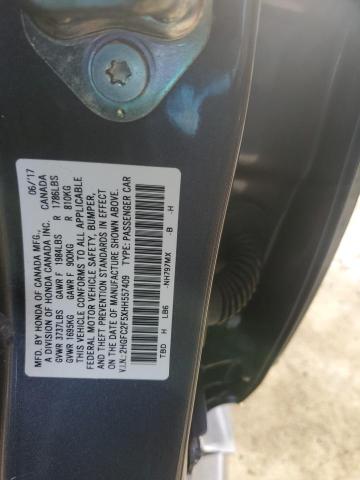 MFD. BY HONDA OF CANADA MFG., 06/17
A DIVISION OF HONDA CANADA INC. CANADA
GVWR 3737LBS GAWR F 1984LBS R 1786LBS
GVWR 1695KG GAWR F 900KG R 810KG
THIS VEHICLE CONFORMS TO ALL APPLICABLE
FEDERAL MOTOR VEHICLE SAFETY, BUMPER,
AND THEFT PREVENTION STANDARDS IN EFFECT
ON THE DATE OF MANUFACTURE SHOWN ABOVE.
V.I.N.: 2HGFC2F5XHH557409 TYPE: PASSENGER CAR
TBD H LB6 -NH797MX -B -H